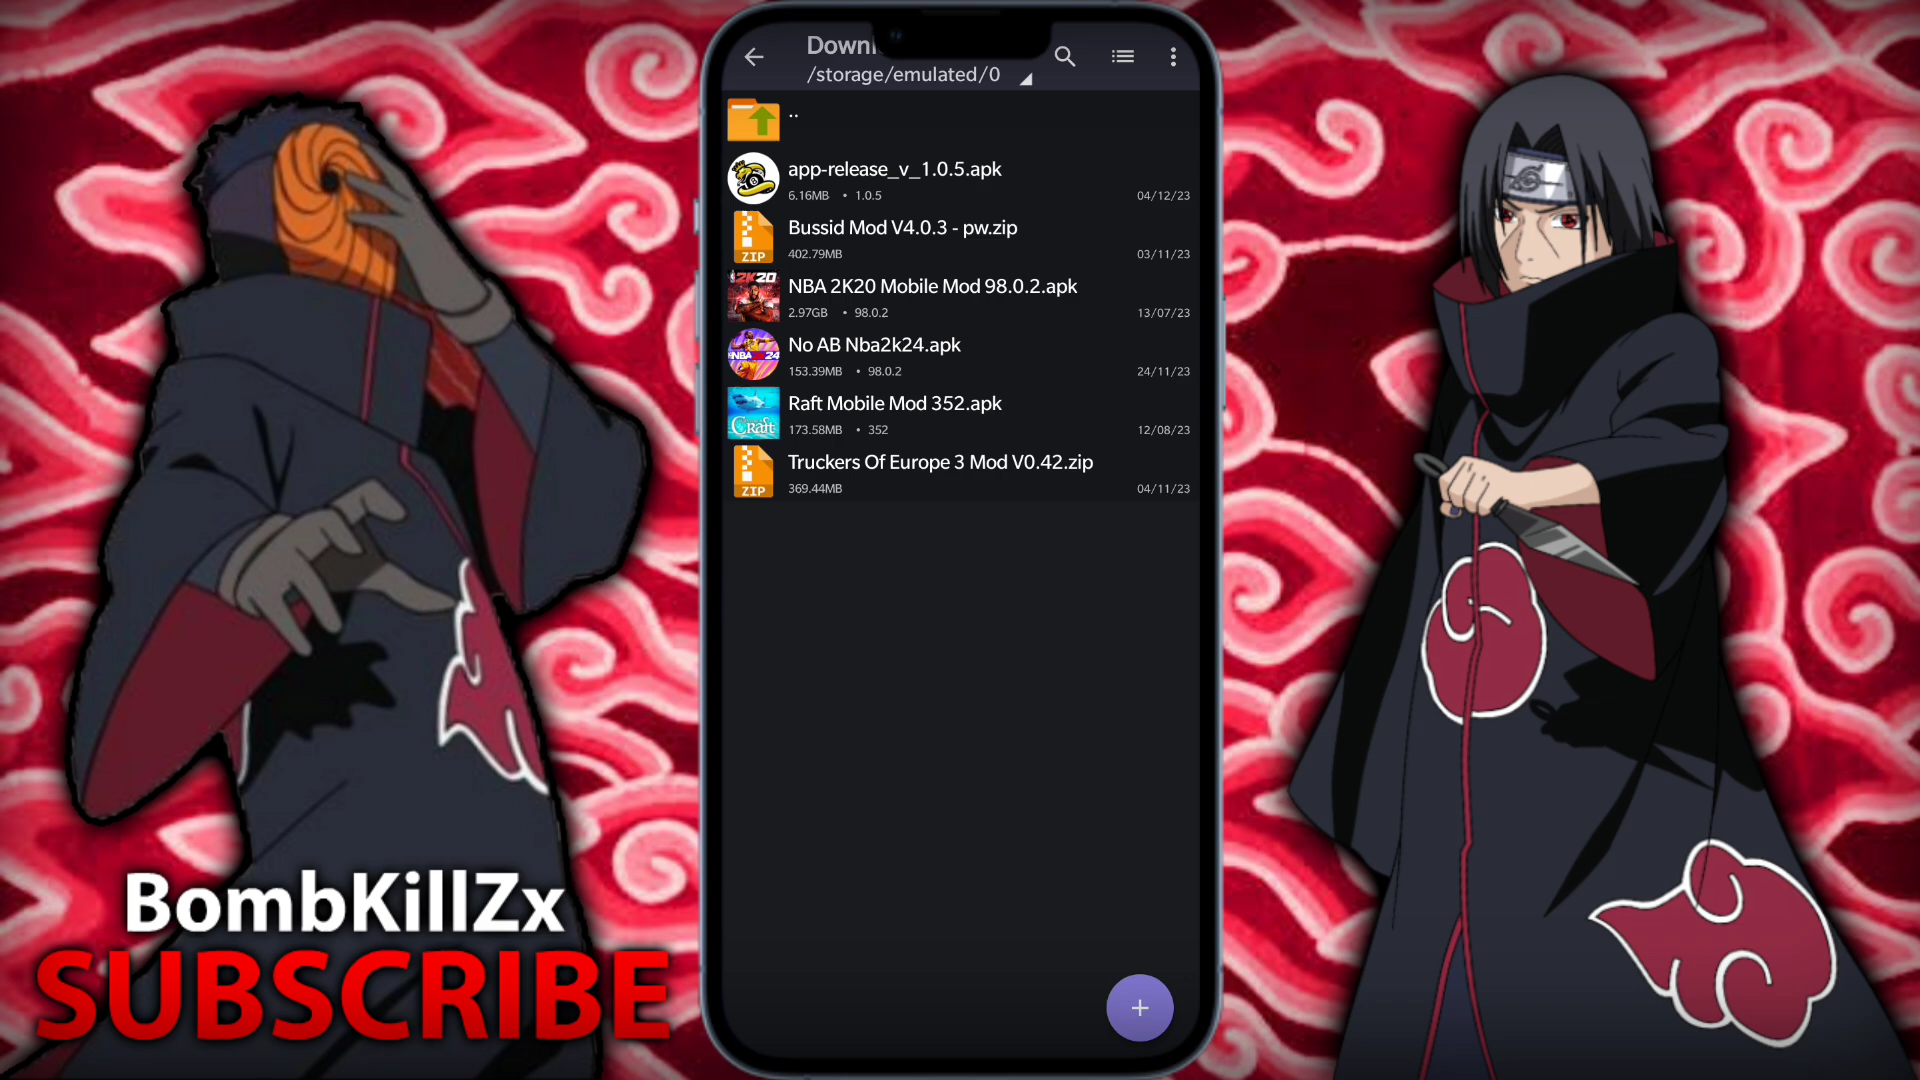 Downl
/storage/emulated/0
..
app-release_v_1.0.5.apk
6.16MB • 1.0.5 04/12/23
Bussid Mod V4.0.3 - pw.zip
ZIP
402.79MB 03/11/23
2K20
NBA 2K20 Mobile Mod 98.0.2.apk
2.97GB • 98.0.2 13/07/23
No AB Nba2k24.apk
NBA 24
153.39MB • 98.0.2 24/11/23
Raft Mobile Mod 352.apk
Craft
173.58MB • 352 12/08/23
Truckers Of Europe 3 Mod V0.42.zip
ZIP
369.44MB 04/11/23
+
BombKillZx
SUBSCRIBE